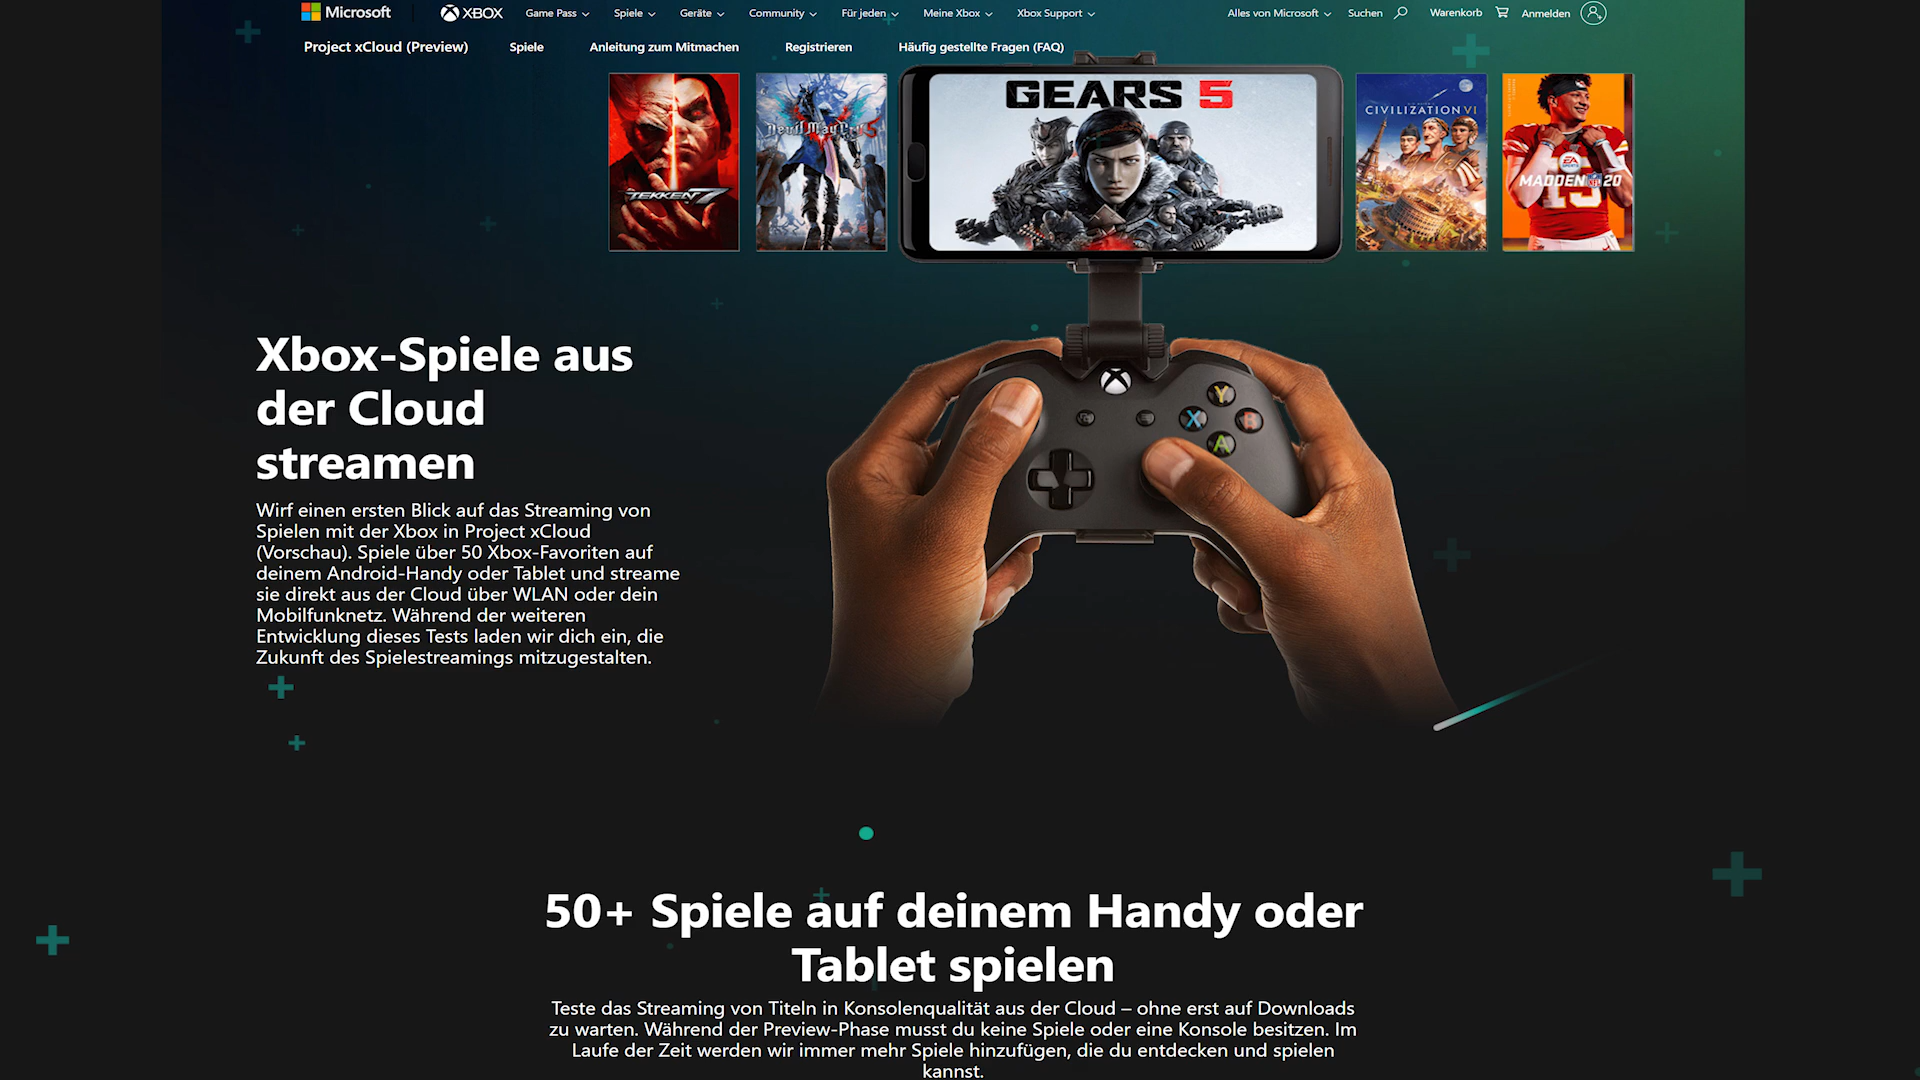 Microsoft
XBOX
Game Pass
Spiele
Geräte
Community
Für jeden
Meine Xbox
Xbox Support
Alles von Microsoft
Suchen
Warenkorb
Anmelden
Project xCloud (Preview)
Spiele
Anleitung zum Mitmachen
Registrieren
Häufig gestellte Fragen (FAQ)
TEKKEN 7
Devil May Cry 5
GEARS 5
CIVILIZATION VI
EA
SPORTS
MADDEN NFL 20
15
Y
X
B
A
Xbox-Spiele aus
der Cloud
streamen
Wirf einen ersten Blick auf das Streaming von
Spielen mit der Xbox in Project xCloud
(Vorschau). Spiele über 50 Xbox-Favoriten auf
deinem Android-Handy oder Tablet und streame
sie direkt aus der Cloud über WLAN oder dein
Mobilfunknetz. Während der weiteren
Entwicklung dieses Tests laden wir dich ein, die
Zukunft des Spielestreamings mitzugestalten.
50+ Spiele auf deinem Handy oder
Tablet spielen
Teste das Streaming von Titeln in Konsolenqualität aus der Cloud – ohne erst auf Downloads
zu warten. Während der Preview-Phase musst du keine Spiele oder eine Konsole besitzen. Im
Laufe der Zeit werden wir immer mehr Spiele hinzufügen, die du entdecken und spielen
kannst.